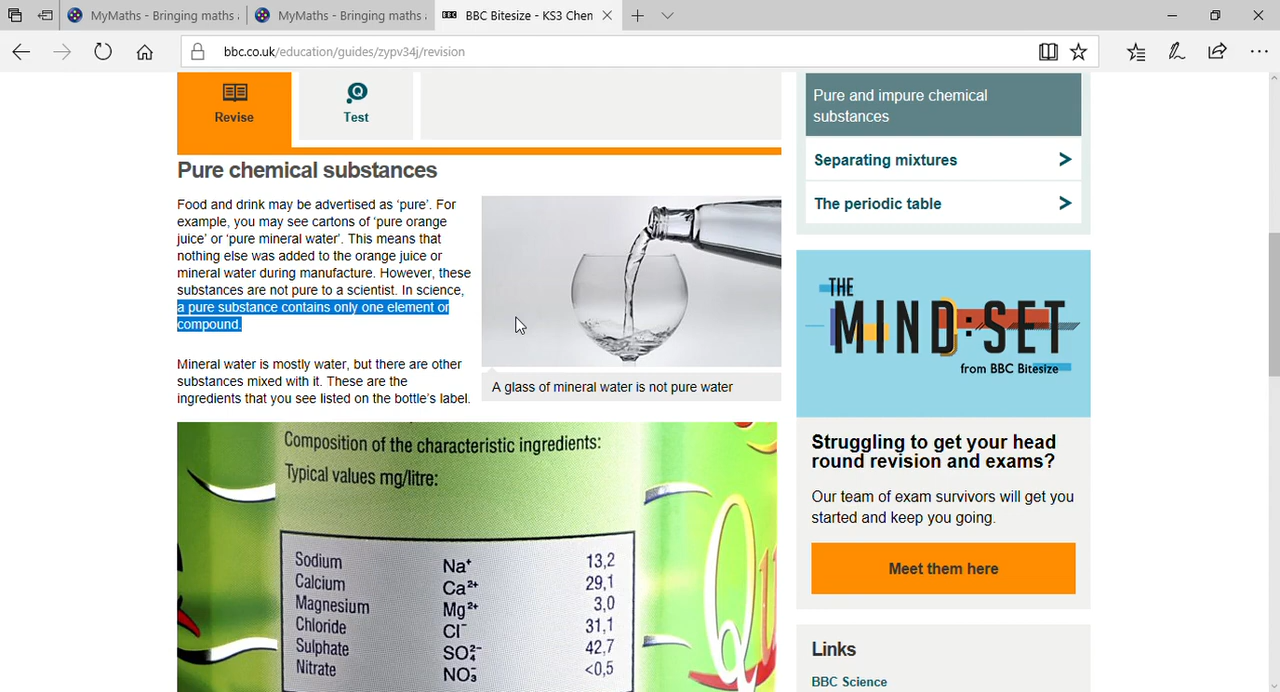 MyMaths - Bringing maths
MyMaths - Bringing maths
BBC
BBC Bitesize - KS3 Chen
bbc.co.uk/education/guides/zypv34j/revision
Revise
Test
Pure chemical substances
Food and drink may be advertised as ‘pure’. For
example, you may see cartons of ‘pure orange
juice’ or ‘pure mineral water’. This means that
nothing else was added to the orange juice or
mineral water during manufacture. However, these
substances are not pure to a scientist. In science,
a pure substance contains only one element or
compound.
Mineral water is mostly water, but there are other
substances mixed with it. These are the
ingredients that you see listed on the bottle’s label.
A glass of mineral water is not pure water
Composition of the characteristic ingredients:
Typical values mg/litre:
Sodium Na⁺ 13,2
Calcium Ca²⁺ 29,1
Magnesium Mg²⁺ 3,0
Chloride Cl⁻ 31,1
Sulphate SO₄²⁻ 42,7
Nitrate NO₃⁻ <0,5
Pure and impure chemical
substances
Separating mixtures
The periodic table
THE
MIND:SET
from BBC Bitesize
Struggling to get your head
round revision and exams?
Our team of exam survivors will get you
started and keep you going.
Meet them here
Links
BBC Science